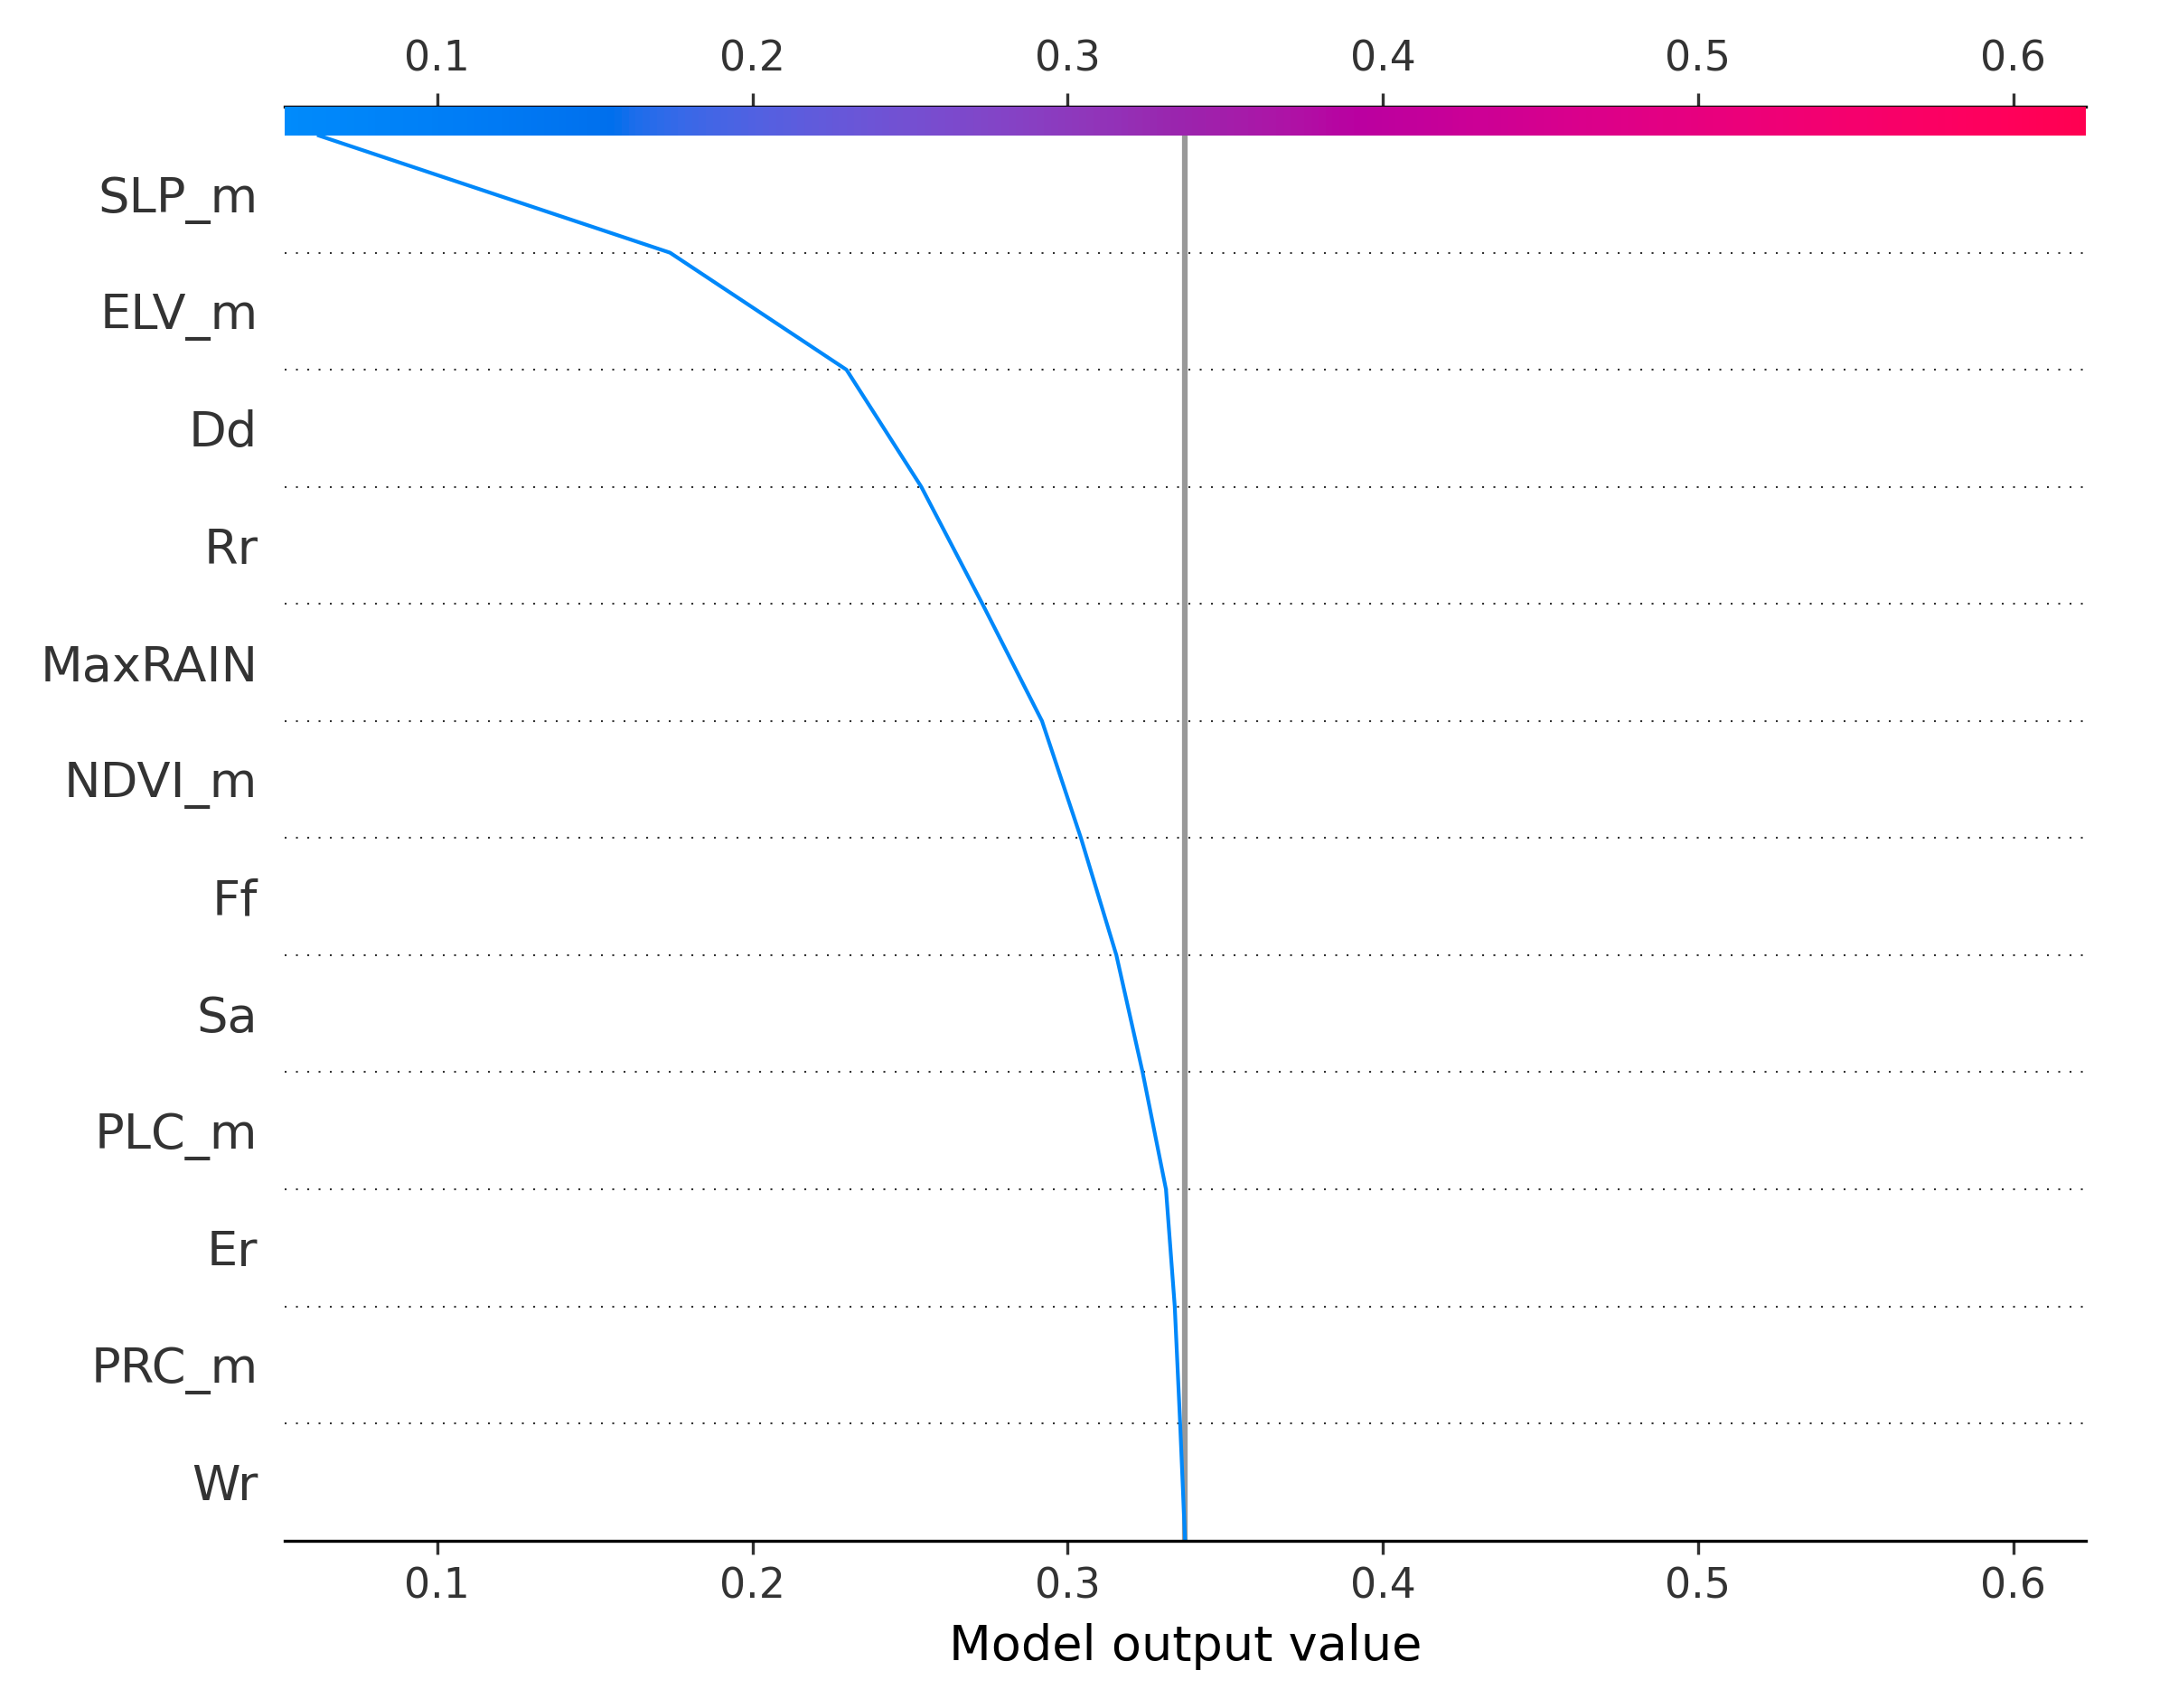 0.1 0.2 0.3 0.4 0.5 0.6
SLP_m
ELV_m
Dd
Rr
MaxRAIN
NDVI_m
Ff
Sa
PLC_m
Er
PRC_m
Wr
0.1 0.2 0.3 0.4 0.5 0.6
Model output value